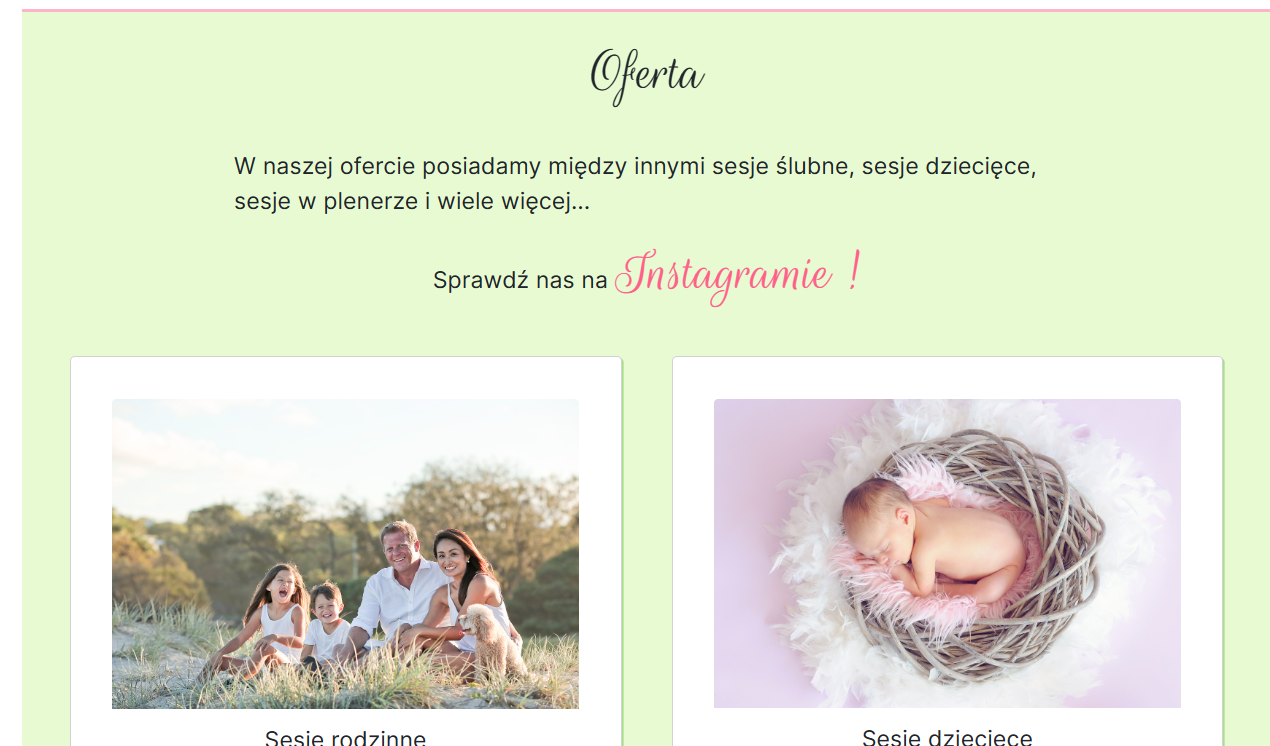 Oferta
W naszej ofercie posiadamy między innymi sesje ślubne, sesje dziecięce,
sesje w plenerze i wiele więcej...
Sprawdź nas na Instagramie !
Sesje rodzinne
Sesje dziecięce